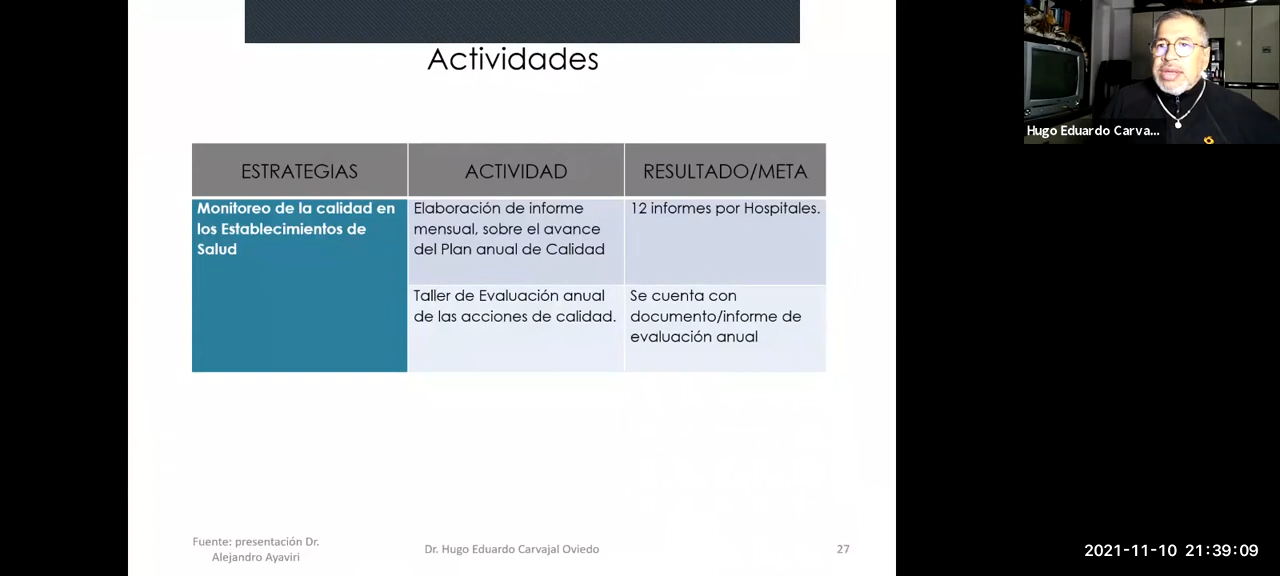 Actividades
ESTRATEGIAS
ACTIVIDAD
RESULTADO/META
Monitoreo de la calidad en
los Establecimientos de
Salud
Elaboración de informe
mensual, sobre el avance
del Plan anual de Calidad
12 informes por Hospitales.
Taller de Evaluación anual
de las acciones de calidad.
Se cuenta con
documento/informe de
evaluación anual
Fuente: presentación Dr.
Alejandro Ayaviri
Dr. Hugo Eduardo Carvajal Oviedo
27
Hugo Eduardo Carva...
2021-11-10 21:39:09